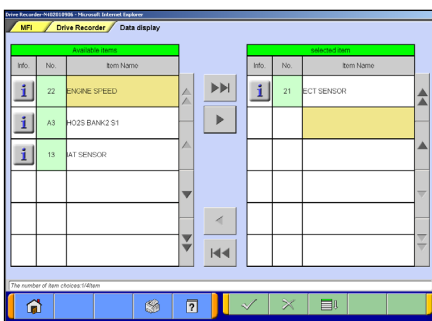 Drive Recorder-N402010906 - Microsoft Internet Explorer
MFI Drive Recorder Data display
Available items
selected item
Info. No. Item Name
Info. No. Item Name
i 22 ENGINE SPEED
i 21 ECT SENSOR
i A3 HO2S BANK2 S1
i 13 IAT SENSOR
The number of item choices:1/4Item
?